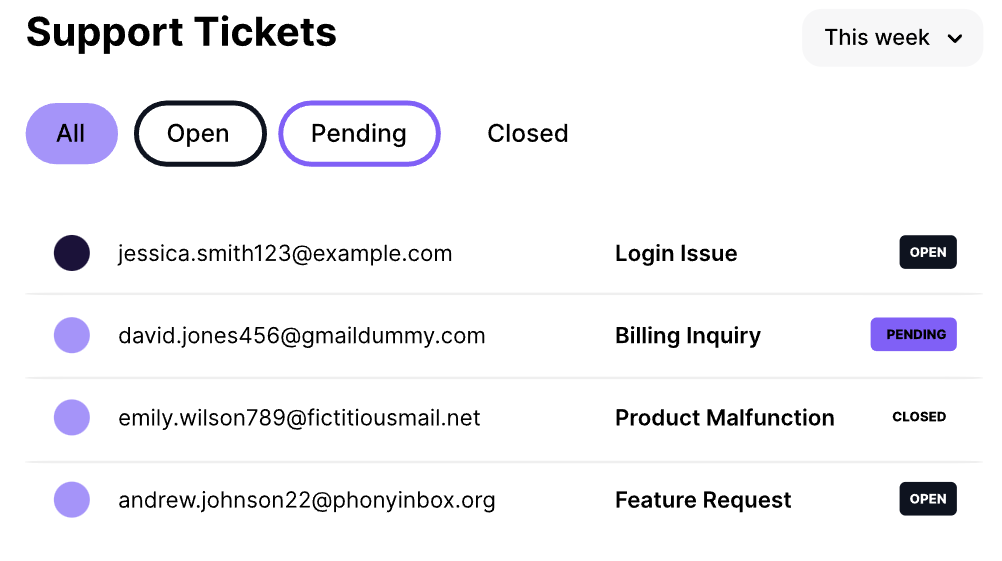 Support Tickets
This week
All Open Pending Closed
jessica.smith123@example.com Login Issue OPEN
david.jones456@gmaildummy.com Billing Inquiry PENDING
emily.wilson789@fictitiousmail.net Product Malfunction CLOSED
andrew.johnson22@phonyinbox.org Feature Request OPEN